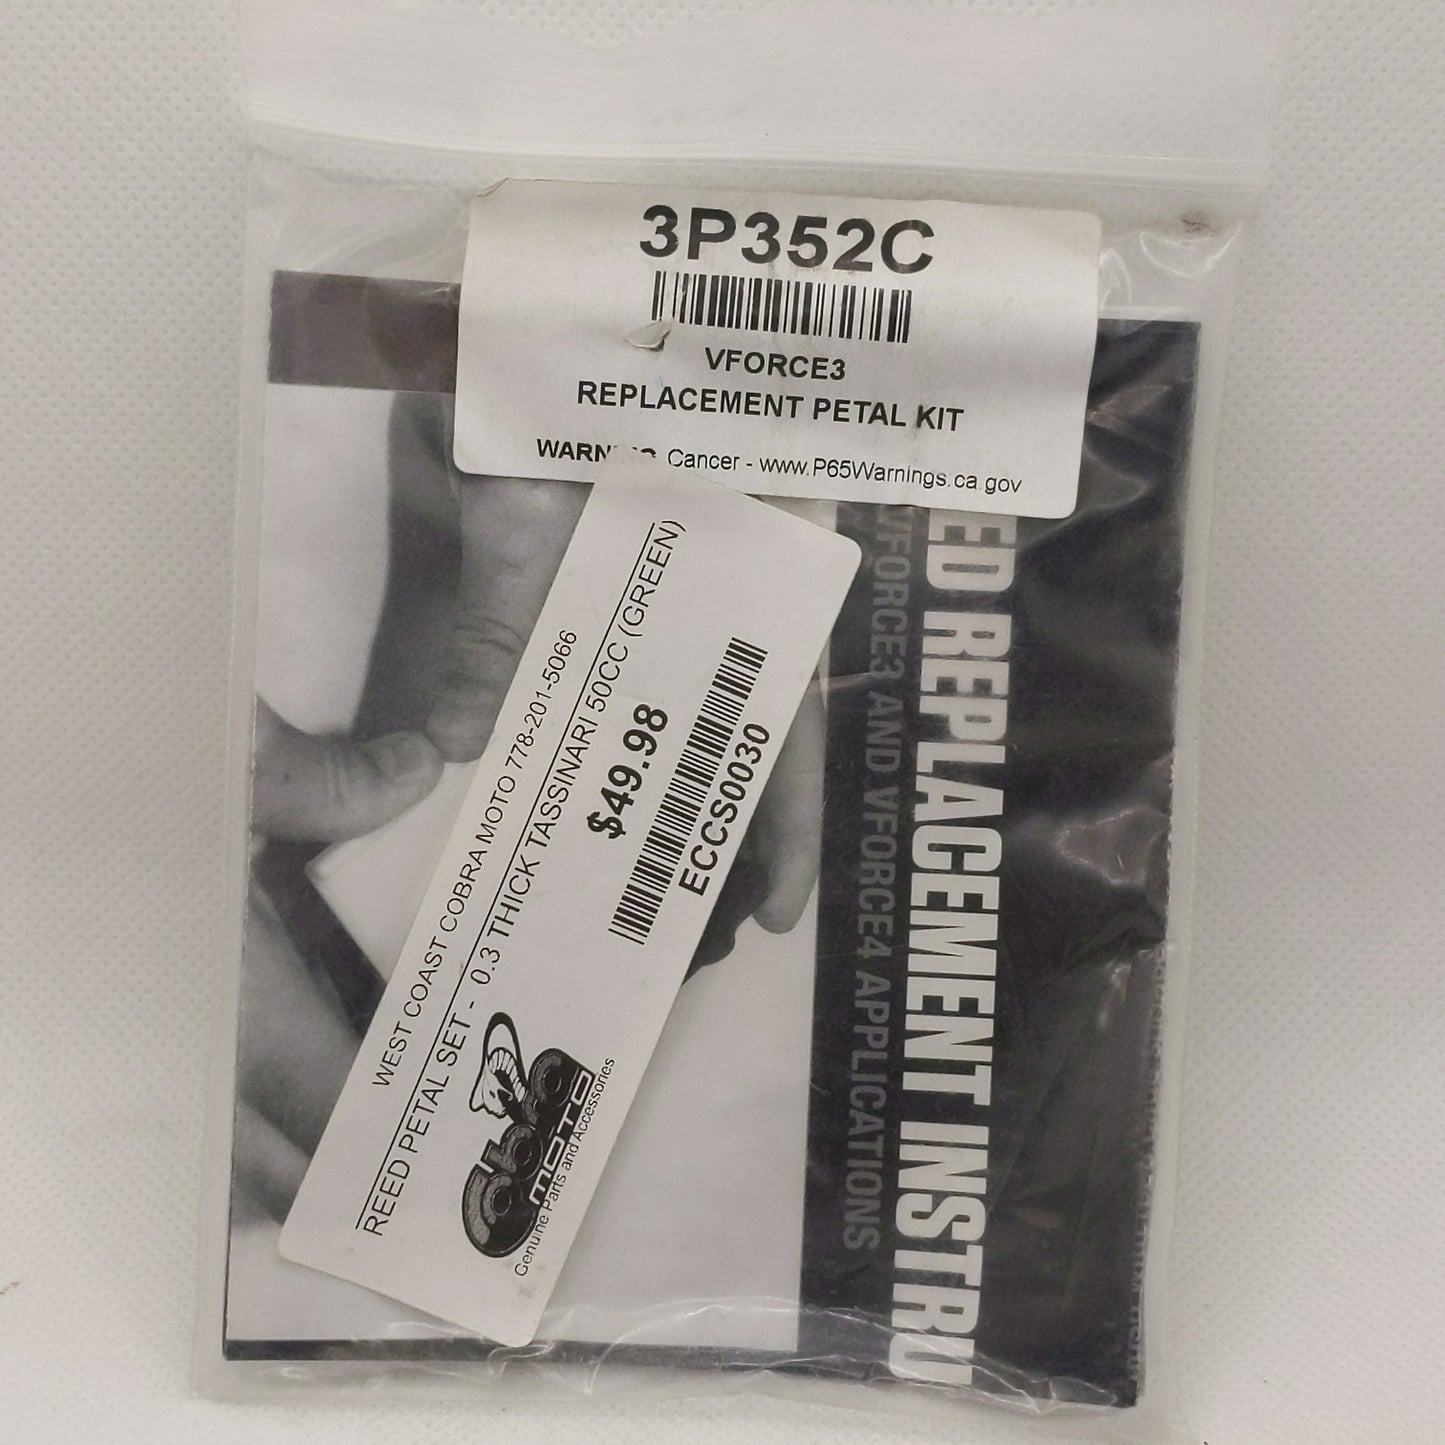 3P352C
VFORCE3
REPLACEMENT PETAL KIT
Cancer - www.P65Warnings.ca.gov
WEST COAST COBRA MOTO 778-201-5066
REED PETAL SET - 0.3 THICK TASSINARI 50CC (GREEN)
$49.98
ECCS0030
cobra
MOTO
Genuine Parts and Accessories
REPLACEMENT
VFORCE3 AND VFORCE4 APPLICATIONS